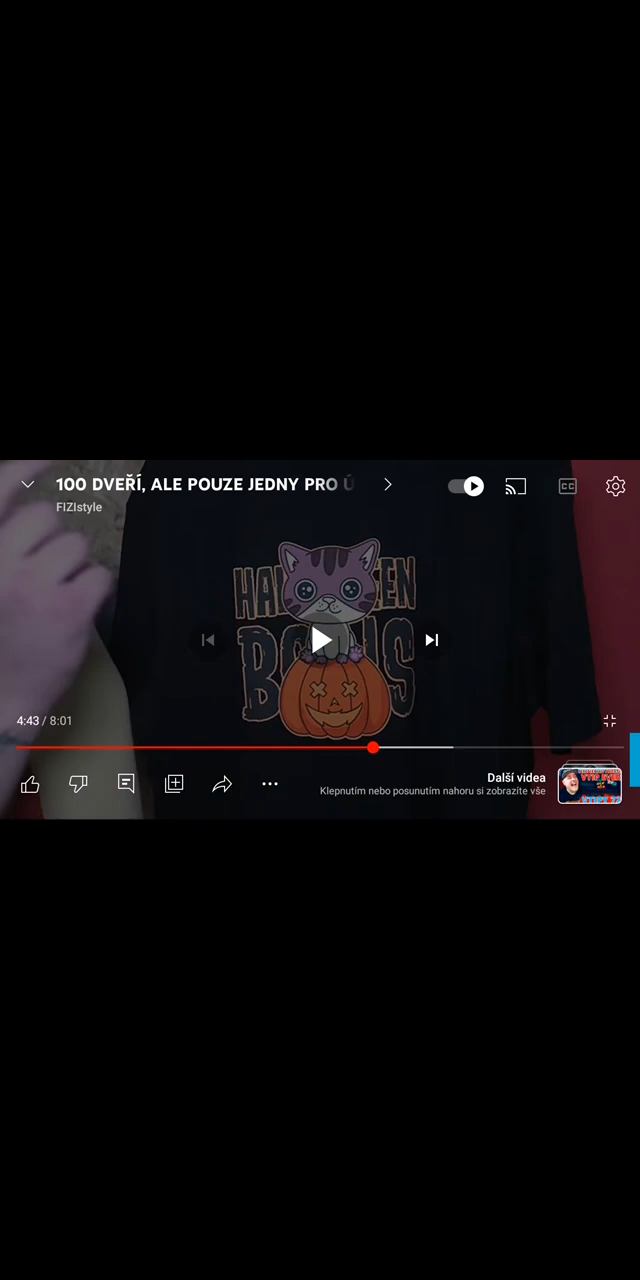 100 DVEŘÍ, ALE POUZE JEDNY PRO Ú
FIZIstyle
CC
4:43 / 8:01
Další videa
Klepnutím nebo posunutím nahoru si zobrazíte vše